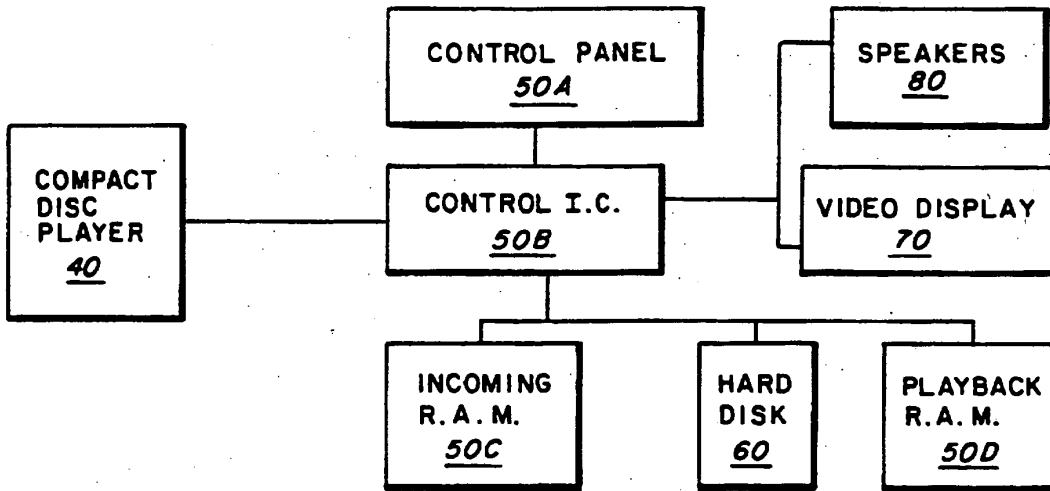 CONTROL PANEL
50A
SPEAKERS
80
COMPACT
DISC
PLAYER
40
CONTROL I.C.
50B
VIDEO DISPLAY
70
INCOMING
R.A.M.
50C
HARD
DISK
60
PLAYBACK
R.A.M.
50D